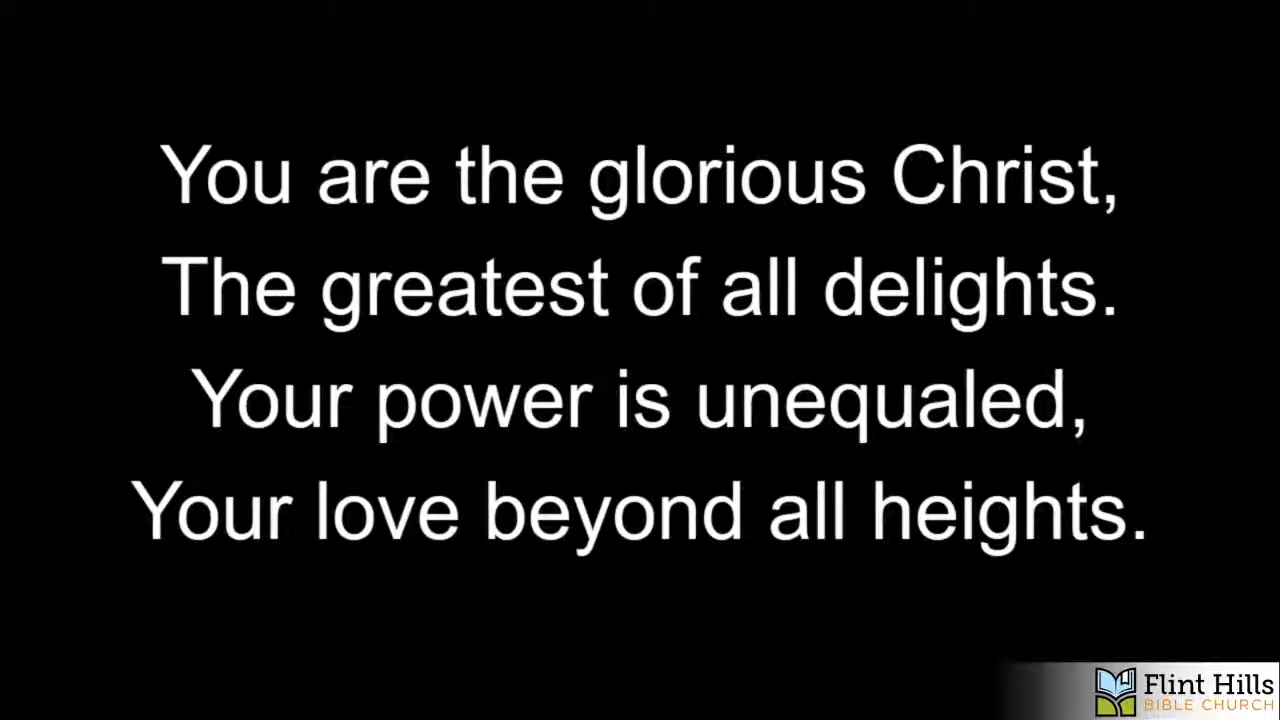 You are the glorious Christ,
The greatest of all delights.
Your power is unequaled,
Your love beyond all heights.
Flint Hills
BIBLE CHURCH